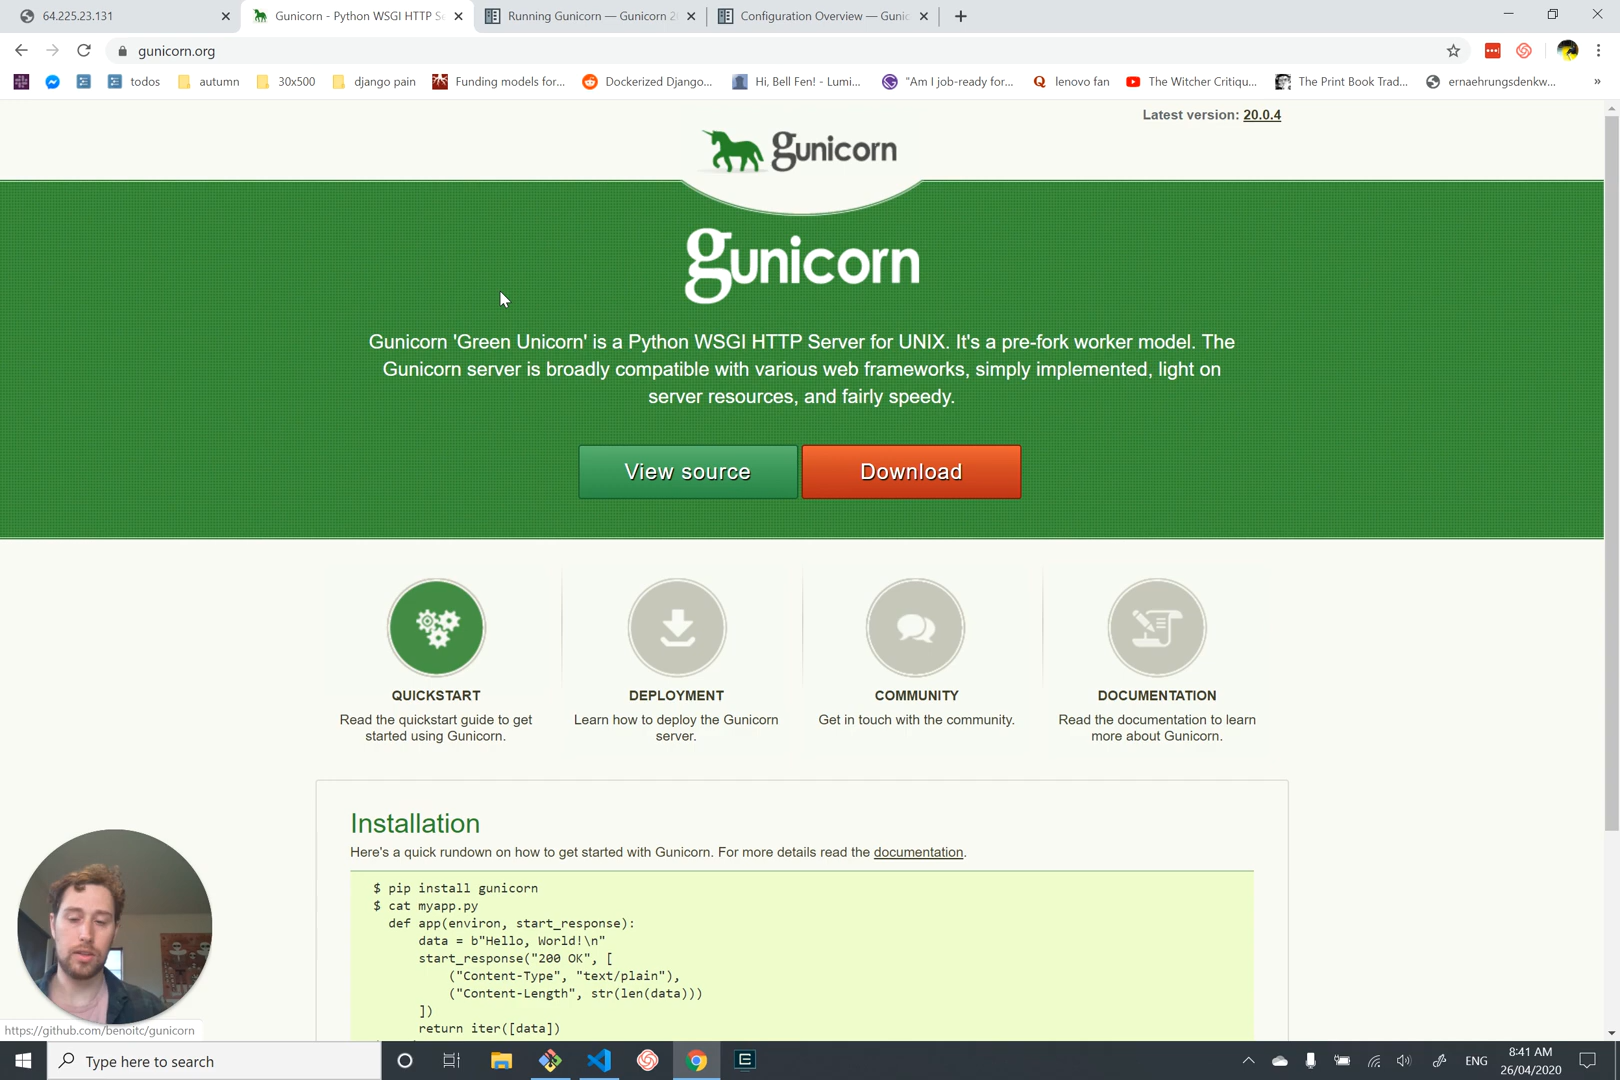 64.225.23.131
Gunicorn - Python WSGI HTTP Se
Running Gunicorn — Gunicorn 20
Configuration Overview — Gunic
gunicorn.org
todos
autumn
30x500
django pain
Funding models for...
Dockerized Django...
Hi, Bell Fen! - Lumi...
"Am I job-ready for...
lenovo fan
The Witcher Critiqu...
The Print Book Trad...
ernaehrungsdenkw...
»
Latest version: 20.0.4
gunicorn
gunicorn
Gunicorn 'Green Unicorn' is a Python WSGI HTTP Server for UNIX. It's a pre-fork worker model. The
Gunicorn server is broadly compatible with various web frameworks, simply implemented, light on
server resources, and fairly speedy.
View source
Download
QUICKSTART
Read the quickstart guide to get
started using Gunicorn.
DEPLOYMENT
Learn how to deploy the Gunicorn
server.
COMMUNITY
Get in touch with the community.
DOCUMENTATION
Read the documentation to learn
more about Gunicorn.
Installation
Here's a quick rundown on how to get started with Gunicorn. For more details read the documentation.
$ pip install gunicorn
$ cat myapp.py
def app(environ, start_response):
data = b"Hello, World!\n"
start_response("200 OK", [
("Content-Type", "text/plain"),
("Content-Length", str(len(data)))
])
return iter([data])
https://github.com/benoitc/gunicorn
Type here to search
ENG
8:41 AM
26/04/2020